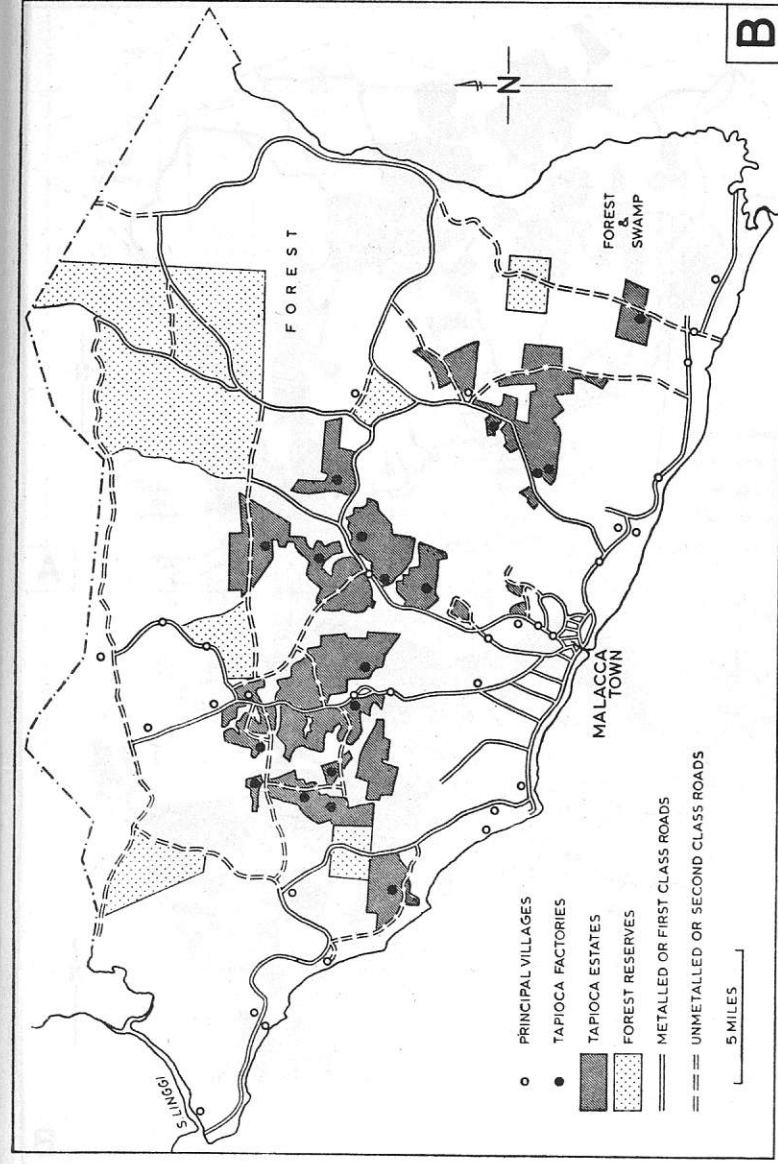 B
N
FOREST
FOREST
&
SWAMP
S. LINGGI
MALACCA
TOWN
PRINCIPAL VILLAGES
TAPIOCA FACTORIES
TAPIOCA ESTATES
FOREST RESERVES
METALLED OR FIRST CLASS ROADS
UNMETALLED OR SECOND CLASS ROADS
5 MILES